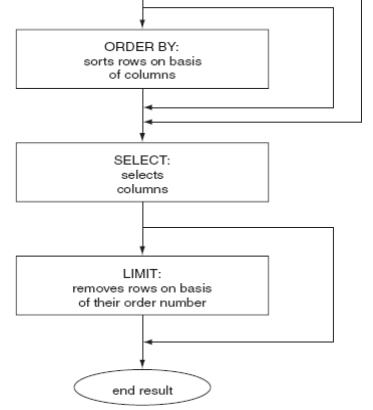 ORDER BY:
sorts rows on basis
of columns
SELECT:
selects
columns
LIMIT:
removes rows on basis
of their order number
end result